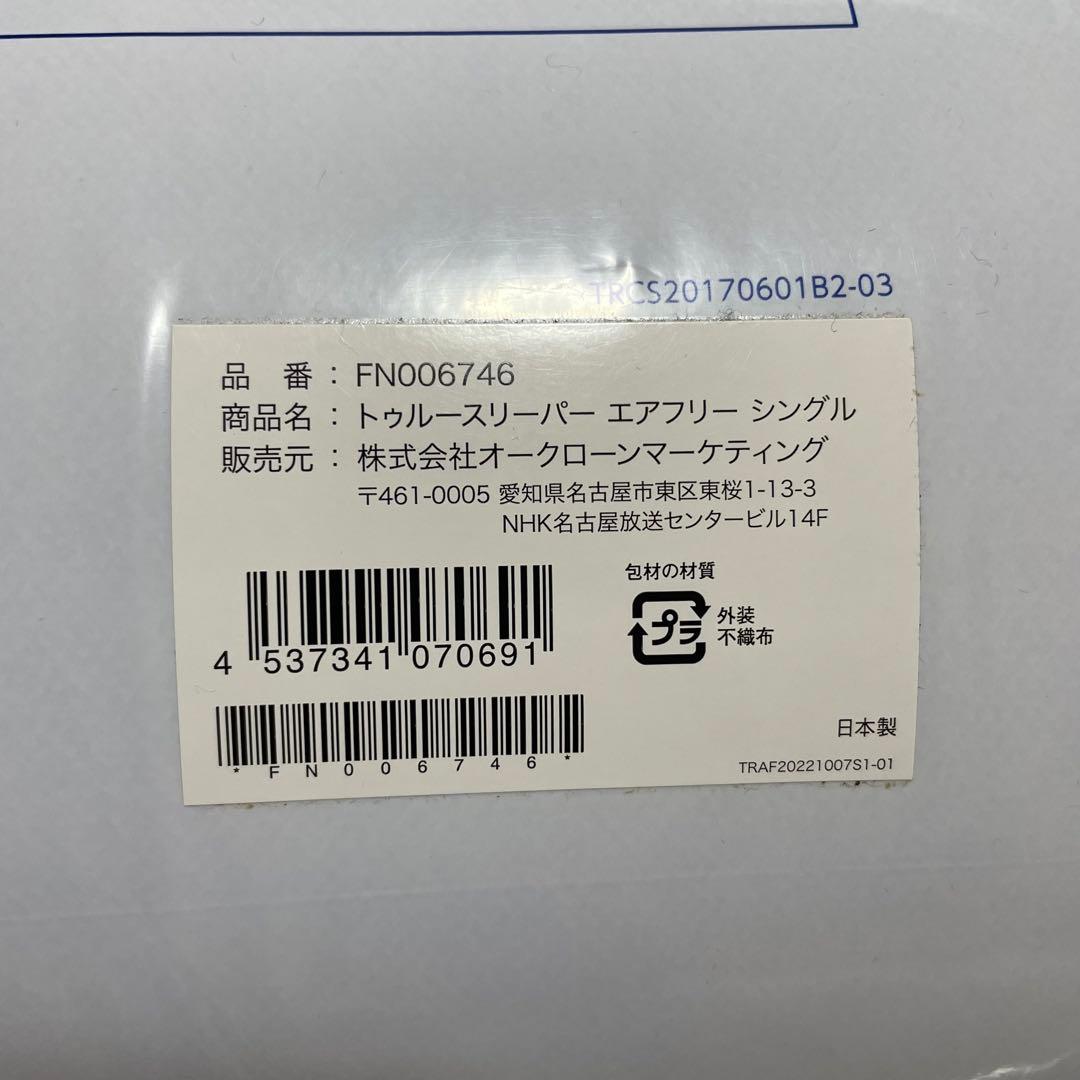 TRCS20170601B2-03
品 番 : FN006746
商品名 : トゥルースリーパー エアフリー シングル
販売元 : 株式会社オークローンマーケティング
〒461-0005 愛知県名古屋市東区東桜1-13-3
NHK名古屋放送センタービル14F
包材の材質
プラ
外装
不織布
4 537341 070691
*FN006746*
日本製
TRAF20221007S1-01